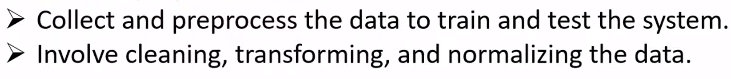 ➢ Collect and preprocess the data to train and test the system.
➢ Involve cleaning, transforming, and normalizing the data.